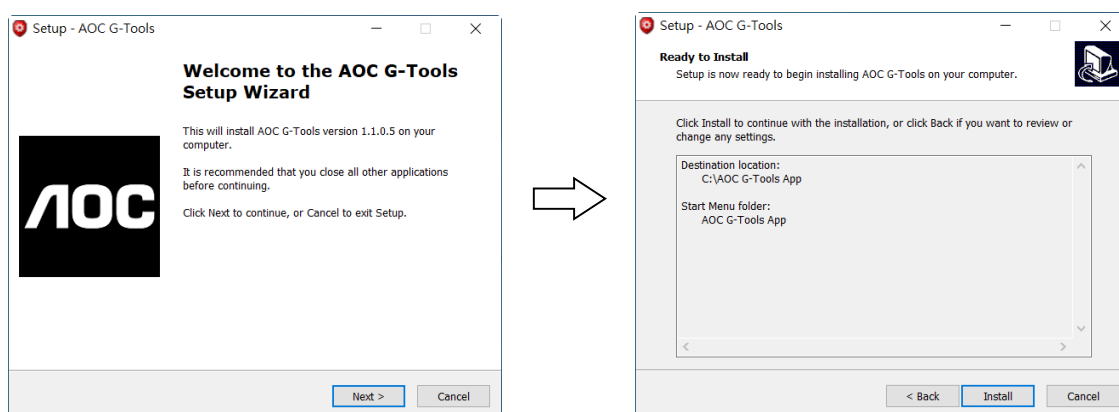 Setup - AOC G-Tools
Welcome to the AOC G-Tools
Setup Wizard
This will install AOC G-Tools version 1.1.0.5 on your
computer.
It is recommended that you close all other applications
before continuing.
Click Next to continue, or Cancel to exit Setup.
AOC
Next >
Cancel
Setup - AOC G-Tools
Ready to Install
Setup is now ready to begin installing AOC G-Tools on your computer.
Click Install to continue with the installation, or click Back if you want to review or
change any settings.
Destination location:
C:\AOC G-Tools App
Start Menu folder:
AOC G-Tools App
< Back
Install
Cancel